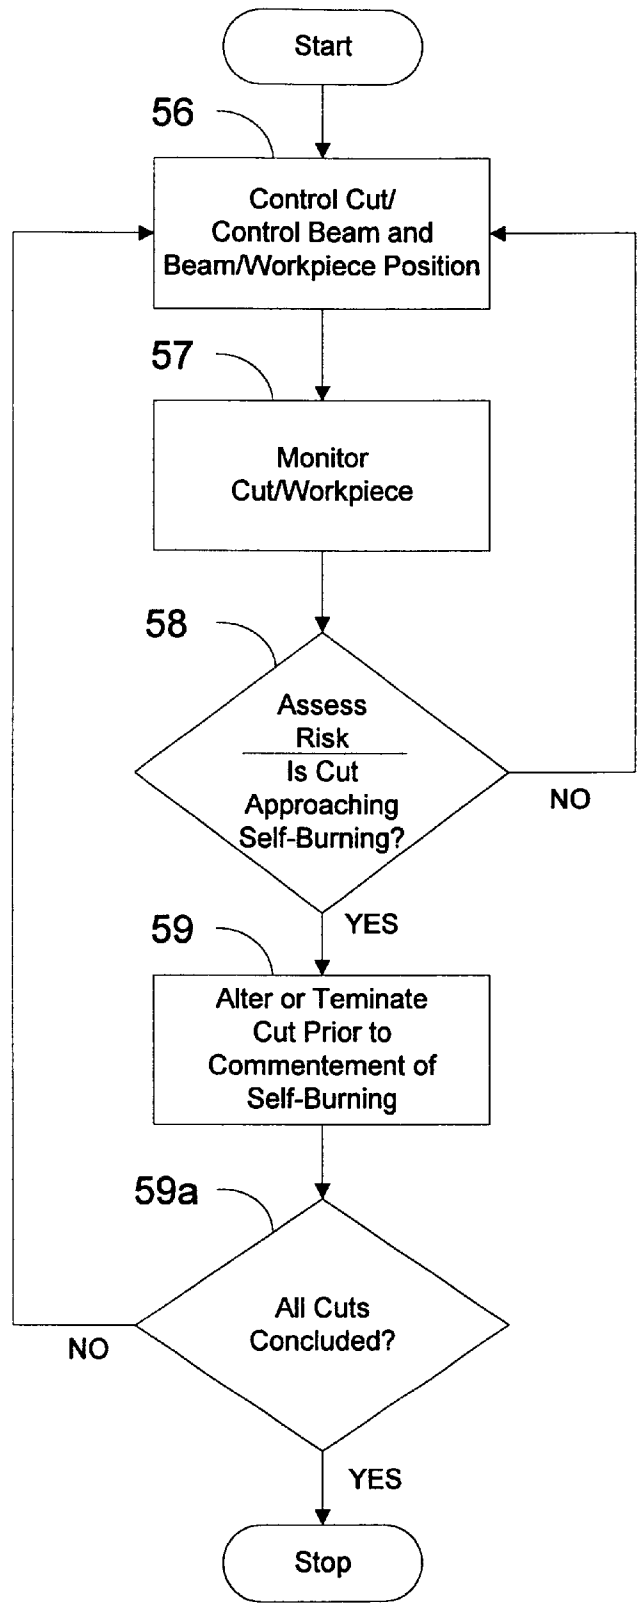 Start
56
Control Cut/
Control Beam and
Beam/Workpiece Position
57
Monitor
Cut/Workpiece
58
Assess
Risk
Is Cut
Approaching
Self-Burning?
NO
YES
59
Alter or Teminate
Cut Prior to
Commentement of
Self-Burning
59a
All Cuts
Concluded?
NO
YES
Stop